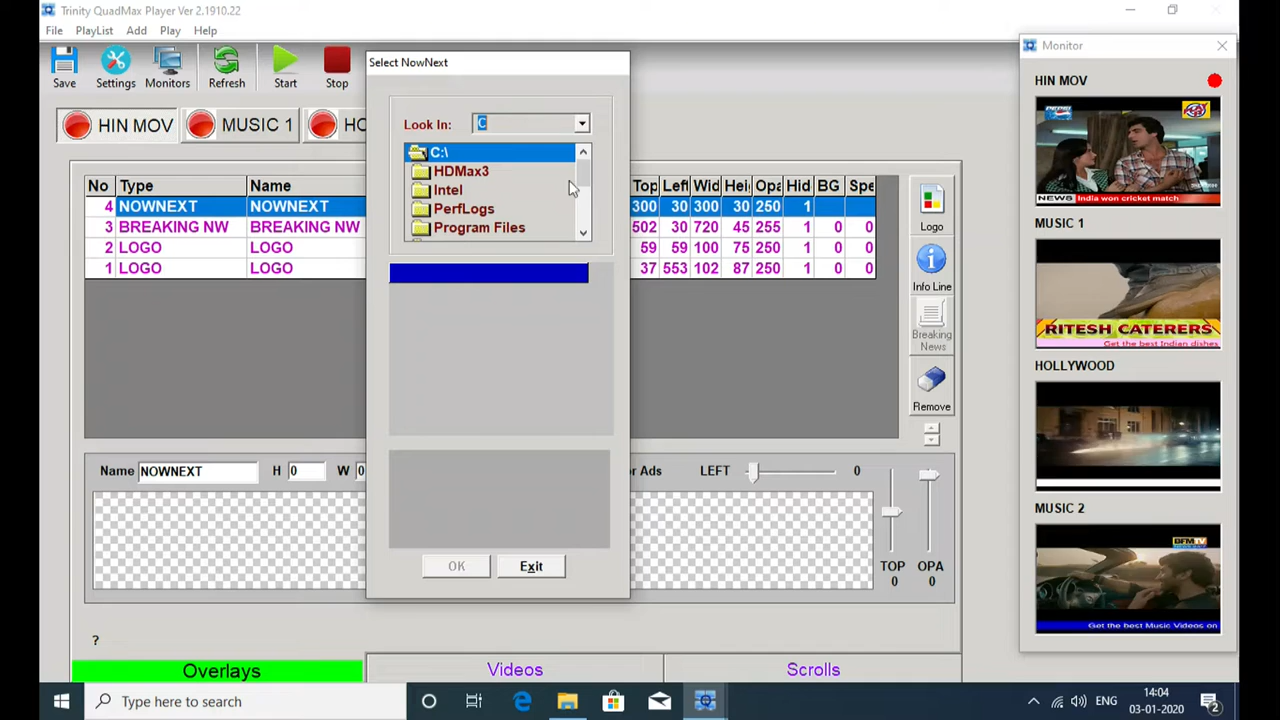 Trinity QuadMax Player Ver 2.1910.22
File PlayList Add Play Help
Save Settings Monitors Refresh Start Stop
HIN MOV MUSIC 1 HO
Select NowNext
Look In: C
C:\
HDMax3
Intel
PerfLogs
Program Files
OK Exit
No Type Name Top Left Wid Hei Opa Hid BG Spe
4 NOWNEXT NOWNEXT 300 30 300 30 250 1
3 BREAKING NW BREAKING NW 502 30 720 45 255 1 0 0
2 LOGO LOGO 59 59 100 75 250 1 0 0
1 LOGO LOGO 37 553 102 87 250 1 0 0
Logo
Info Line
Breaking
News
Remove
Name NOWNEXT H 0 W 0 or Ads LEFT 0
TOP OPA
0 0
?
Overlays Videos Scrolls
Monitor
HIN MOV
NEWS India won cricket match
MUSIC 1
RITESH CATERERS
Get the best Indian dishes
HOLLYWOOD
MUSIC 2
BFM TV
Get the best Music Videos on
Type here to search
ENG
14:04
03-01-2020
2